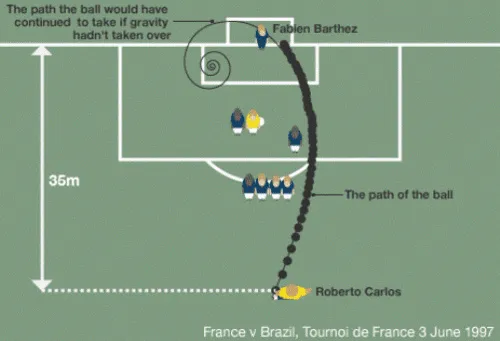 The path the ball would have
continued to take if gravity
hadn't taken over
Fabien Barthez
35m
The path of the ball
Roberto Carlos
France v Brazil, Tournoi de France 3 June 1997